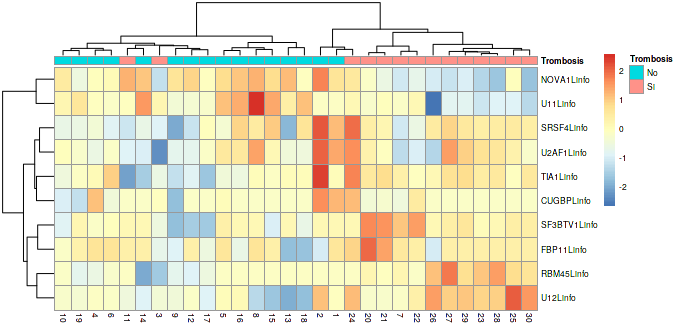 Trombosis
Trombosis
No
SI
2
1
0
-1
-2
NOVA1Linfo
U11Linfo
SRSF4Linfo
U2AF1Linfo
TIA1Linfo
CUGBPLinfo
SF3BTV1Linfo
FBP11Linfo
RBM45Linfo
U12Linfo
10 19 4 6 11 14 3 9 12 17 5 16 8 15 13 18 2 1 24 20 21 7 22 26 27 29 23 28 25 30